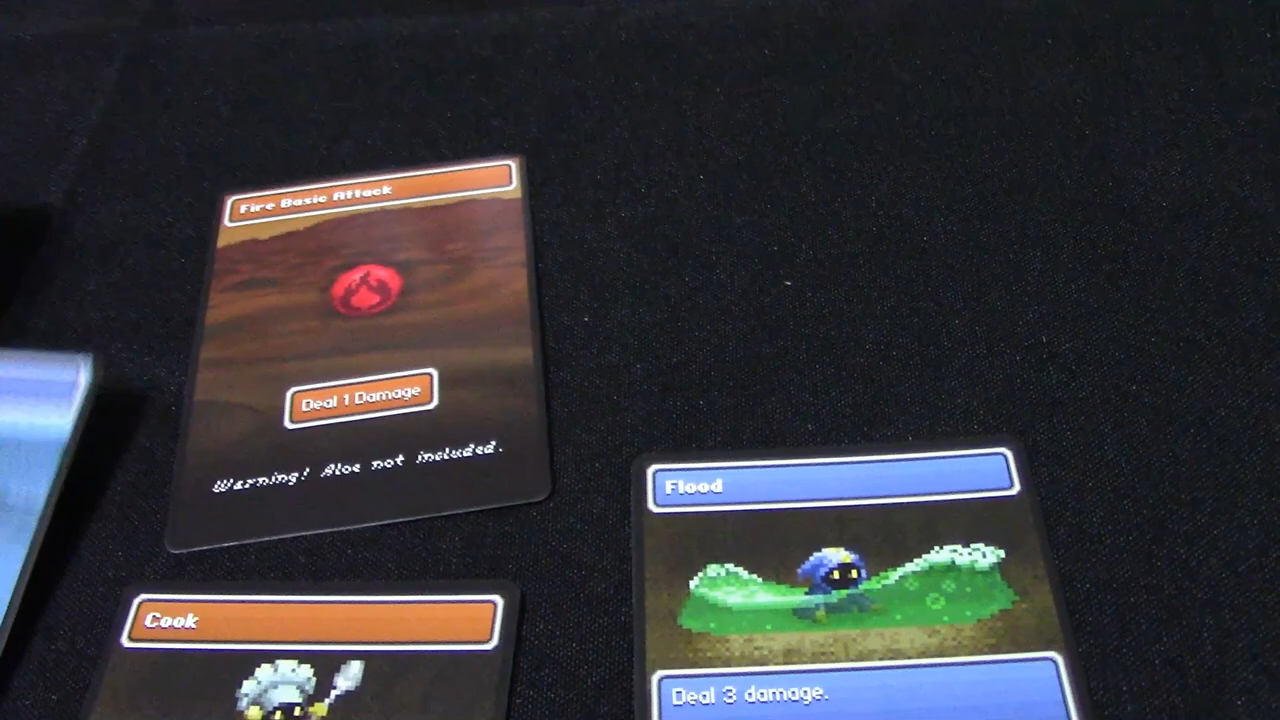 Fire Basic Attack
Deal 1 Damage
Warning! Aloe not included.
Cook
Flood
Deal 3 damage.